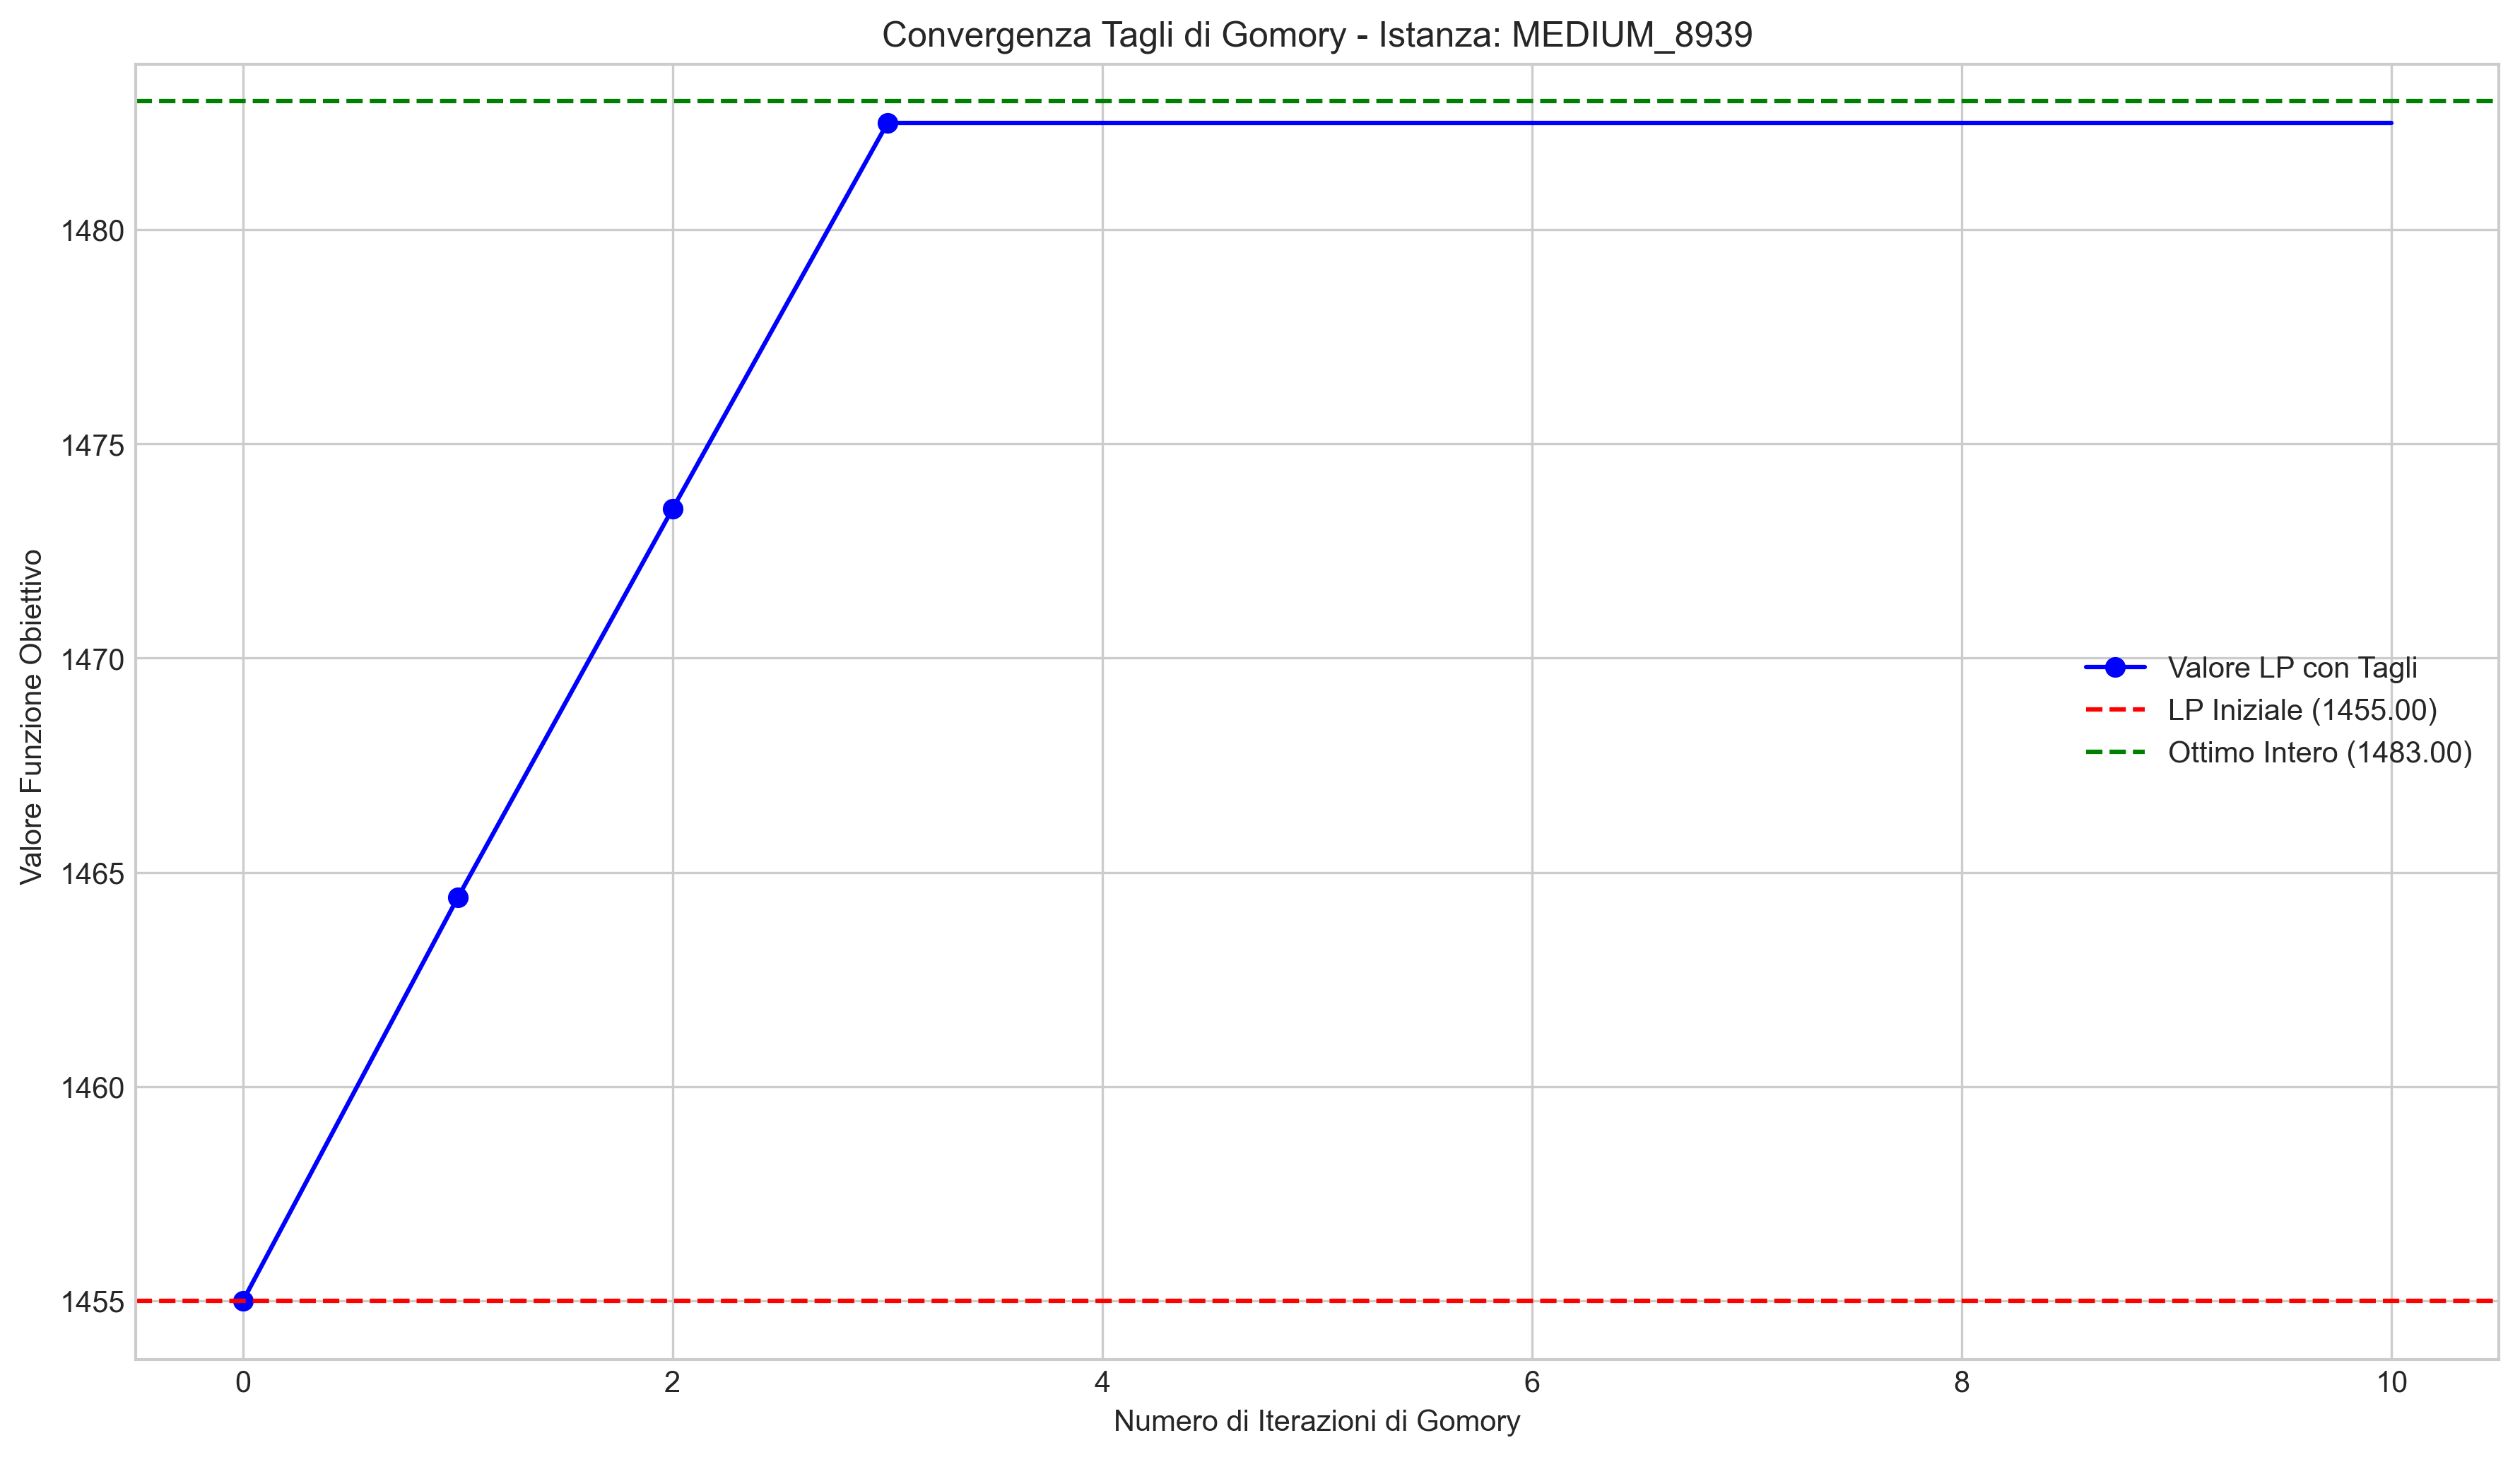 Convergenza Tagli di Gomory - Istanza: MEDIUM_8939
Valore Funzione Obiettivo
1480
1475
1470
1465
1460
1455
Valore LP con Tagli
LP Iniziale (1455.00)
Ottimo Intero (1483.00)
0 2 4 6 8 10
Numero di Iterazioni di Gomory